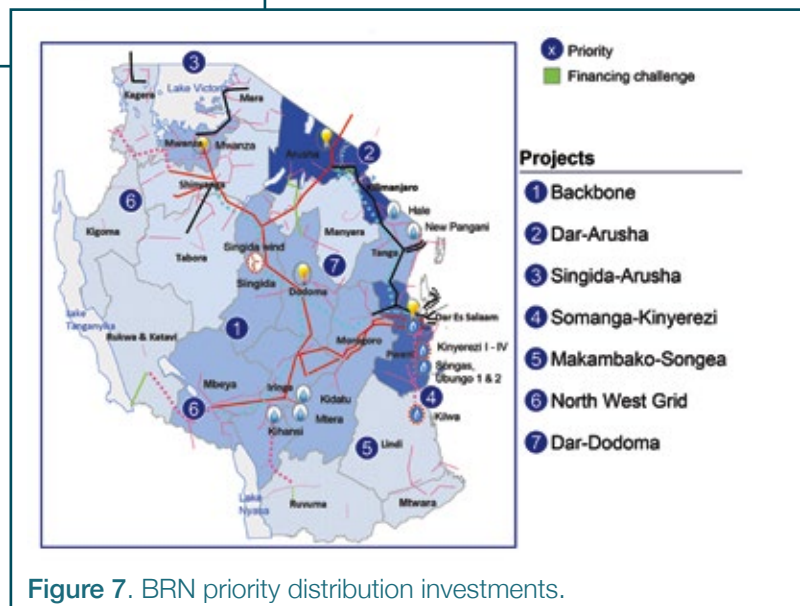 3
Lake Victoria
Kagera
Mara
Mwanza
Mwanza
Arusha
2
Shinyanga
Kilimanjaro
6
Hale
New Pangani
Kigoma
Manyara
Tabora
Tanga
Singida wind
7
Singida
Dodoma
Lake
Tanganyika
Dar Es Salaam
Rukwa & Katavi
1
Morogoro
Kinyerezi I - IV
Pwani
Songas,
Ubungo 1 & 2
Mbeya
Iringa
Kidatu
4
6
Mtera
Kilwa
Kihansi
5
Lindi
Lake
Nyasa
Ruvuma
Mtwara
x Priority
Financing challenge
Projects
1 Backbone
2 Dar-Arusha
3 Singida-Arusha
4 Somanga-Kinyerezi
5 Makambako-Songea
6 North West Grid
7 Dar-Dodoma
Figure 7. BRN priority distribution investments.